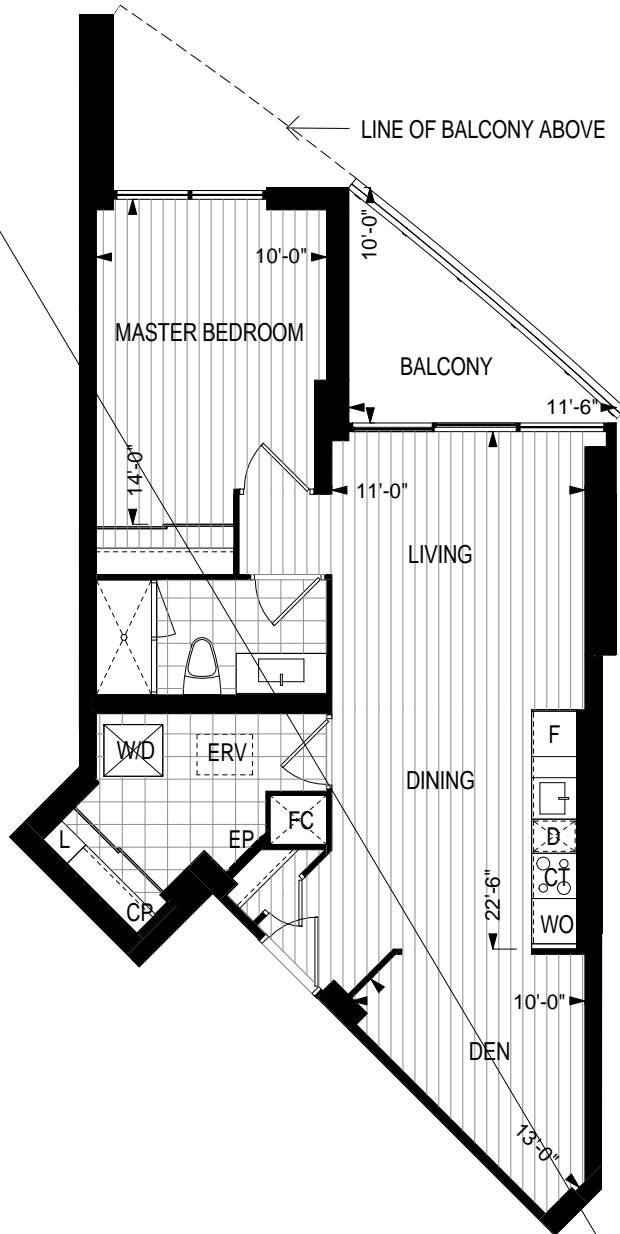 LINE OF BALCONY ABOVE
10'-0"
10'-0"
MASTER BEDROOM
BALCONY
11'-6"
14'-0"
11'-0"
LIVING
F
W/D
ERV
DINING
FC
D
EP
L
CT
CP
22'-6"
WO
10'-0"
DEN
13'-0"